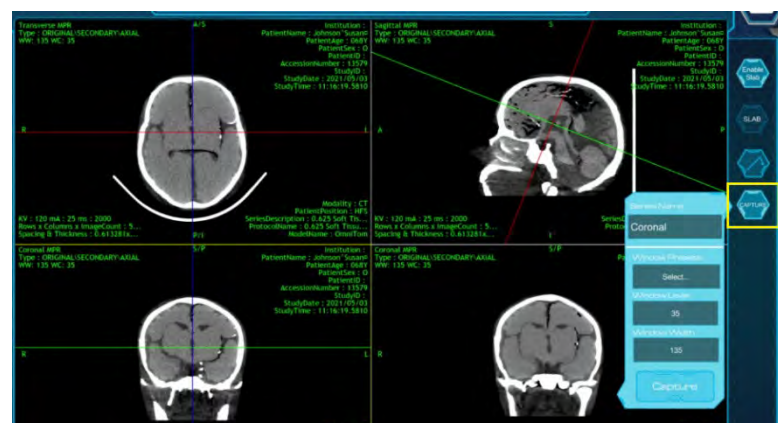 Transverse MPR
Type : ORIGINAL\SECONDARY\AXIAL
WW: 135 WC: 35
A/S
Institution :
PatientName : Johnson^Susan=
PatientAge : 068Y
PatientSex : O
PatientID :
AccessionNumber : 13579
StudyID :
StudyDate : 2021/05/03
StudyTime : 11:16:19.5810
R
L
Modality : CT
PatientPosition : HFS
KV : 120 mA : 25 ms : 2000
SeriesDescription : 0.625 Soft Tis...
Rows x Columns x ImageCount : 5...
ProtocolName : 0.625 Soft Tissu...
Spacing & Thickness : 0.613281x...
P/I
ModelName : OmniTom
Sagittal MPR
Type : ORIGINAL\SECONDARY\AXIAL
WW: 135 WC: 35
S
Institution :
PatientName : Johnson^Susan=
PatientAge : 068Y
PatientSex : O
PatientID :
AccessionNumber : 13579
StudyID :
StudyDate : 2021/05/03
StudyTime : 11:16:19.5810
A
P
KV : 120 mA : 25 ms : 2000
Rows x Columns x ImageCount : 5...
Spacing & Thickness : 0.613281x...
I
Coronal MPR
Type : ORIGINAL\SECONDARY\AXIAL
WW: 135 WC: 35
S/P
Institution :
PatientName : Johnson^Susan=
PatientAge : 068Y
PatientSex : O
PatientID :
AccessionNumber : 13579
StudyID :
StudyDate : 2021/05/03
StudyTime : 11:16:19.5810
R
L
Coronal MPR
Type : ORIGINAL\SECONDARY\AXIAL
WW: 135 WC: 35
S/P
R
Enable
Slab
SLAB
CAPTURE
Series Name
Coronal
Window Presets
Select...
Window Level
35
Window Width
135
Capture